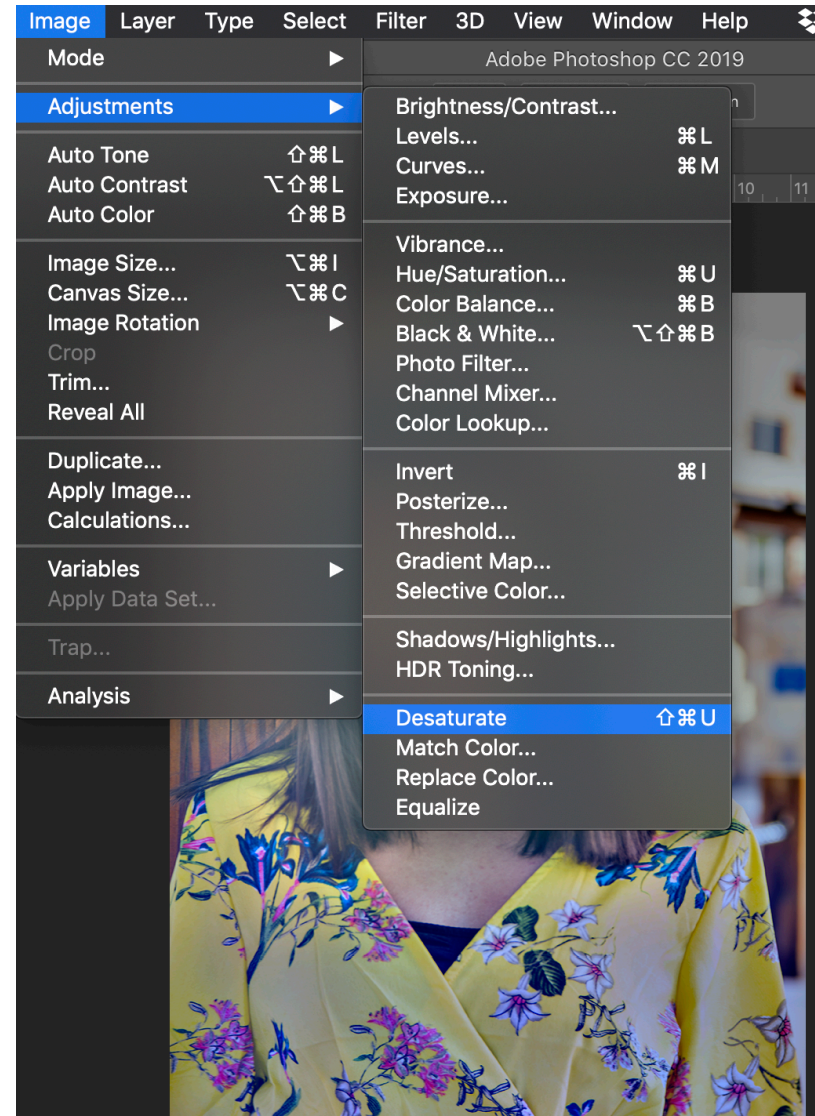 Image Layer Type Select Filter 3D View Window Help
Adobe Photoshop CC 2019
Mode ▶
Adjustments ▶
Auto Tone ⇧⌘L
Auto Contrast ⌥⇧⌘L
Auto Color ⇧⌘B
Image Size... ⌥⌘I
Canvas Size... ⌥⌘C
Image Rotation ▶
Crop
Trim...
Reveal All
Duplicate...
Apply Image...
Calculations...
Variables ▶
Apply Data Set...
Trap...
Analysis ▶
Brightness/Contrast...
Levels... ⌘L
Curves... ⌘M
Exposure...
Vibrance...
Hue/Saturation... ⌘U
Color Balance... ⌘B
Black & White... ⌥⇧⌘B
Photo Filter...
Channel Mixer...
Color Lookup...
Invert ⌘I
Posterize...
Threshold...
Gradient Map...
Selective Color...
Shadows/Highlights...
HDR Toning...
Desaturate ⇧⌘U
Match Color...
Replace Color...
Equalize
10 11